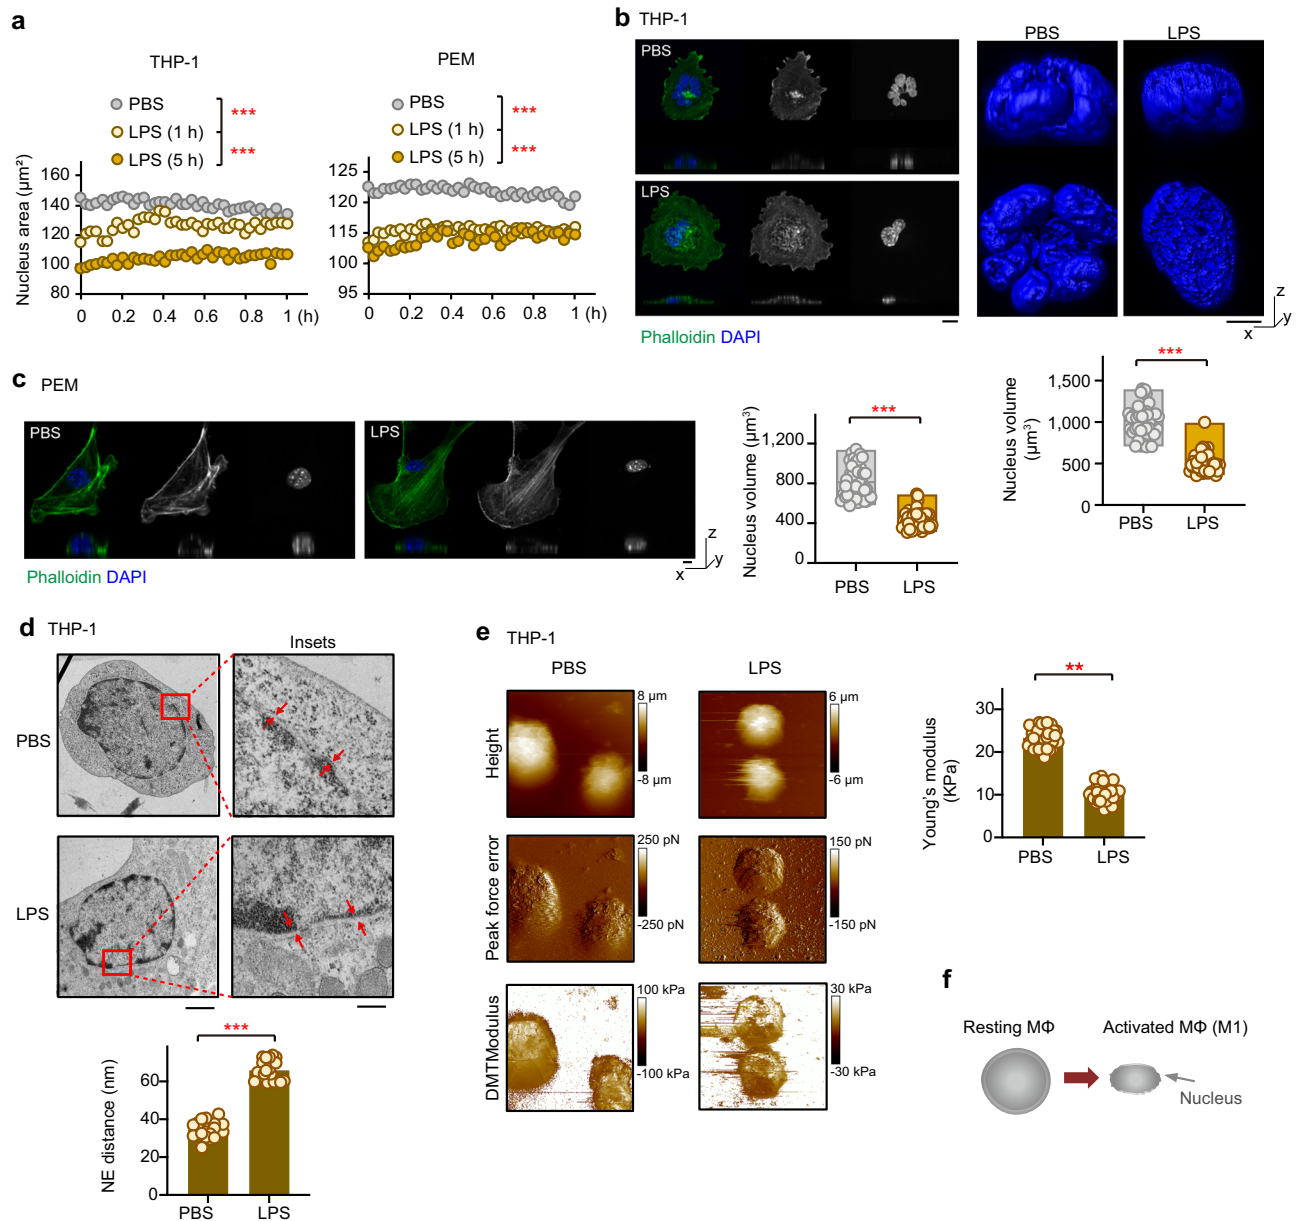 a
THP-1
PBS
LPS (1 h)
LPS (5 h)
***
***
Nucleus area (µm²)
160
140
120
100
80
0
0.2
0.4
0.6
0.8
1 (h)
PEM
PBS
LPS (1 h)
LPS (5 h)
***
***
125
120
115
100
95
0
0.2
0.4
0.6
0.8
1 (h)
b THP-1
PBS
LPS
Phalloidin DAPI
PBS
LPS
z
y
x
***
Nucleus volume
(µm³)
1,500
1,000
500
0
PBS
LPS
c PEM
PBS
LPS
Phalloidin DAPI
z
y
x
***
Nucleus volume (µm³)
1,200
800
400
0
PBS
LPS
d THP-1
Insets
PBS
LPS
***
NE distance (nm)
60
40
20
0
PBS
LPS
e THP-1
PBS
LPS
Height
8 µm
-8 µm
6 µm
-6 µm
Peak force error
250 pN
-250 pN
150 pN
-150 pN
DMTModulus
100 kPa
-100 kPa
30 kPa
-30 kPa
**
Young's modulus
(KPa)
30
20
10
0
PBS
LPS
f
Resting MΦ
Activated MΦ (M1)
Nucleus